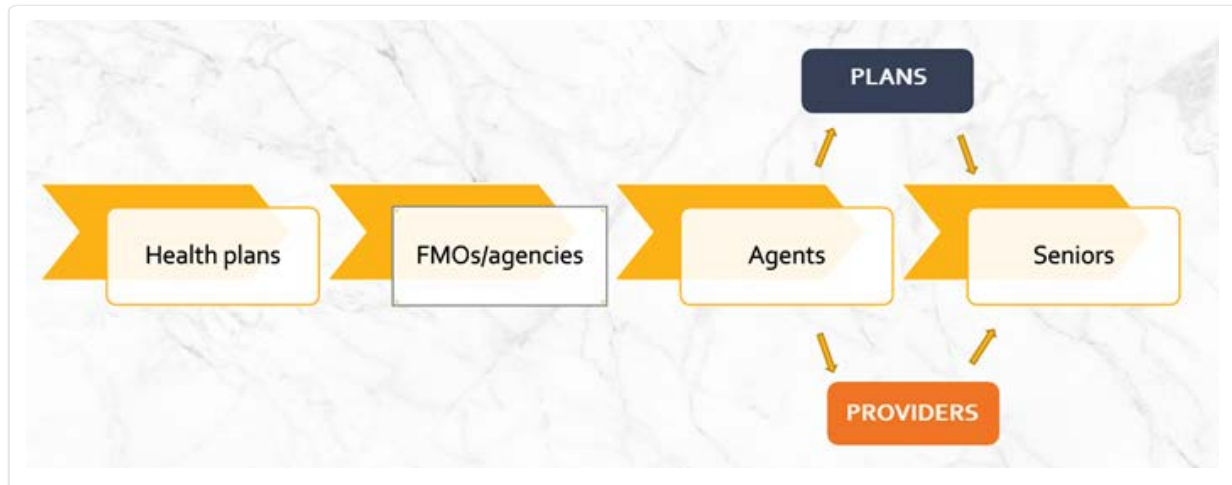 PLANS
Health plans
FMOs/agencies
Agents
Seniors
PROVIDERS